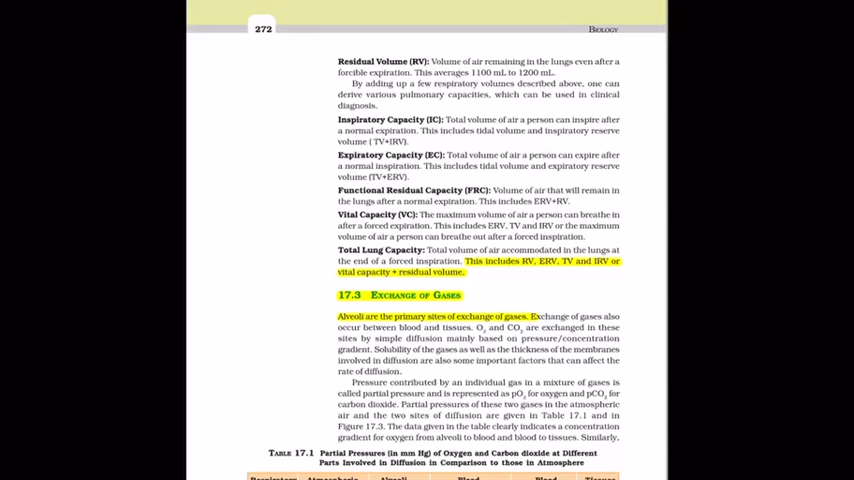 272
BIOLOGY
Residual Volume (RV): Volume of air remaining in the lungs even after a
forcible expiration. This averages 1100 mL to 1200 mL.
By adding up a few respiratory volumes described above, one can
derive various pulmonary capacities, which can be used in clinical
diagnosis.
Inspiratory Capacity (IC): Total volume of air a person can inspire after
a normal expiration. This includes tidal volume and inspiratory reserve
volume ( TV+IRV).
Expiratory Capacity (EC): Total volume of air a person can expire after
a normal inspiration. This includes tidal volume and expiratory reserve
volume (TV+ERV).
Functional Residual Capacity (FRC): Volume of air that will remain in
the lungs after a normal expiration. This includes ERV+RV.
Vital Capacity (VC): The maximum volume of air a person can breathe in
after a forced expiration. This includes ERV, TV and IRV or the maximum
volume of air a person can breathe out after a forced inspiration.
Total Lung Capacity: Total volume of air accommodated in the lungs at
the end of a forced inspiration. This includes RV, ERV, TV and IRV or
vital capacity + residual volume.
17.3 EXCHANGE OF GASES
Alveoli are the primary sites of exchange of gases. Exchange of gases also
occur between blood and tissues. O₂ and CO₂ are exchanged in these
sites by simple diffusion mainly based on pressure/concentration
gradient. Solubility of the gases as well as the thickness of the membranes
involved in diffusion are also some important factors that can affect the
rate of diffusion.
Pressure contributed by an individual gas in a mixture of gases is
called partial pressure and is represented as pO₂ for oxygen and pCO₂ for
carbon dioxide. Partial pressures of these two gases in the atmospheric
air and the two sites of diffusion are given in Table 17.1 and in
Figure 17.3. The data given in the table clearly indicates a concentration
gradient for oxygen from alveoli to blood and blood to tissues. Similarly,
TABLE 17.1 Partial Pressures (in mm Hg) of Oxygen and Carbon dioxide at Different
Parts Involved in Diffusion in Comparison to those in Atmosphere
Respiratory Atmospheric Alveoli Blood Blood Tissues